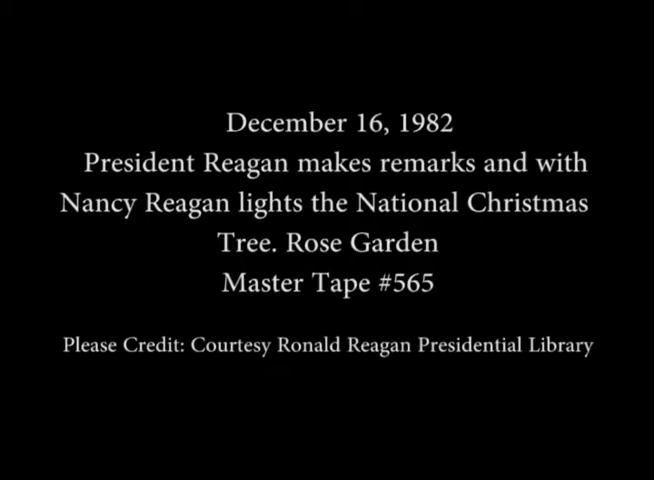 December 16, 1982
President Reagan makes remarks and with
Nancy Reagan lights the National Christmas
Tree. Rose Garden
Master Tape #565
Please Credit: Courtesy Ronald Reagan Presidential Library